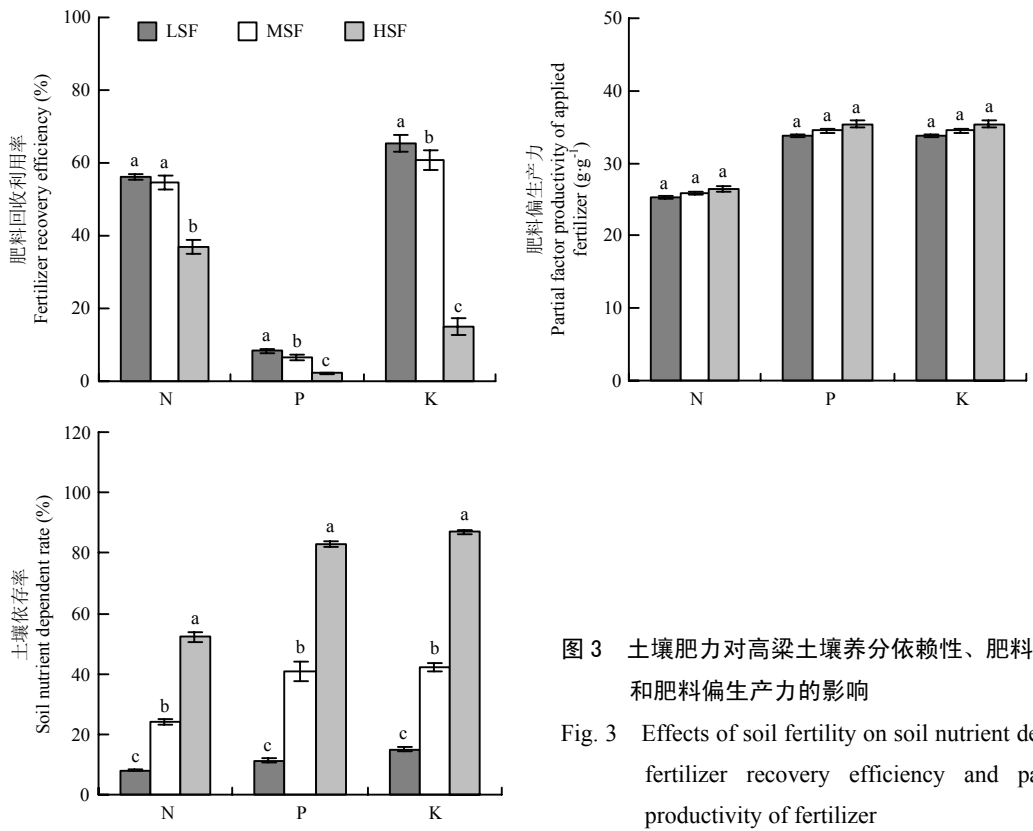 100
80
60
40
20
0
LSF
MSF
HSF
肥料回收利用率
Fertilizer recovery efficiency (%)
a
a
b
a
b
c
a
b
c
N
P
K
50
40
30
20
10
0
肥料偏生产力
Partial factor productivity of applied
fertilizer (g·g⁻¹)
a
a
a
a
a
a
a
a
a
N
P
K
120
100
80
60
40
20
0
土壤依存率
Soil nutrient dependent rate (%)
c
b
a
c
b
a
c
b
a
N
P
K
图 3 土壤肥力对高粱土壤养分依赖性、肥料
和肥料偏生产力的影响
Fig. 3 Effects of soil fertility on soil nutrient de
fertilizer recovery efficiency and pa
productivity of fertilizer